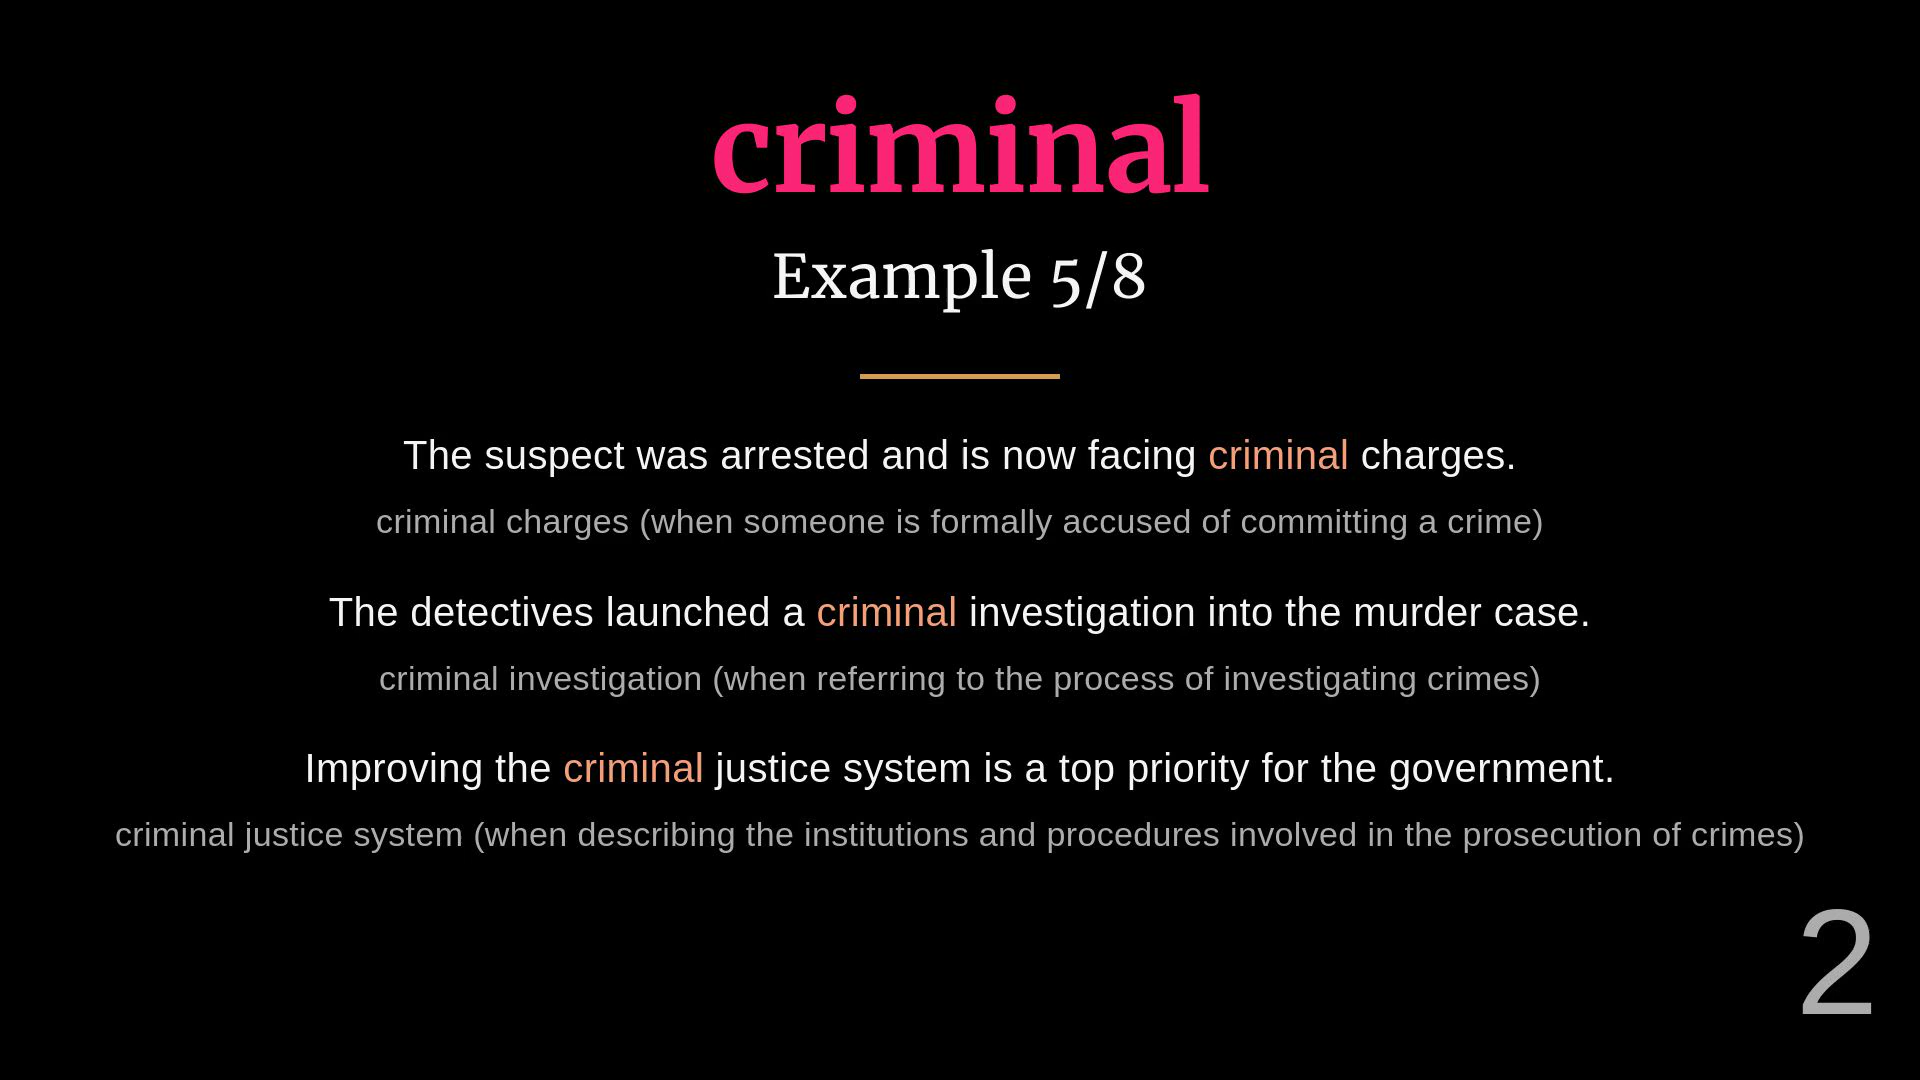 criminal
Example 5/8
The suspect was arrested and is now facing criminal charges.
criminal charges (when someone is formally accused of committing a crime)
The detectives launched a criminal investigation into the murder case.
criminal investigation (when referring to the process of investigating crimes)
Improving the criminal justice system is a top priority for the government.
criminal justice system (when describing the institutions and procedures involved in the prosecution of crimes)
2